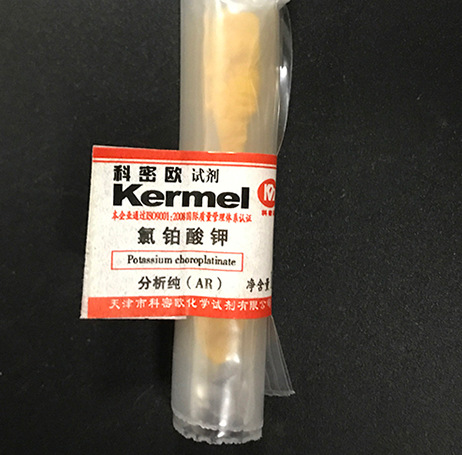 科密欧 试剂
Kermel
本企业通过ISO9001:2008国际质量管理体系认证
氯铂酸钾
Potassium choroplatinate
分析纯(AR) 净含量
天津市科密欧化学试剂有限公